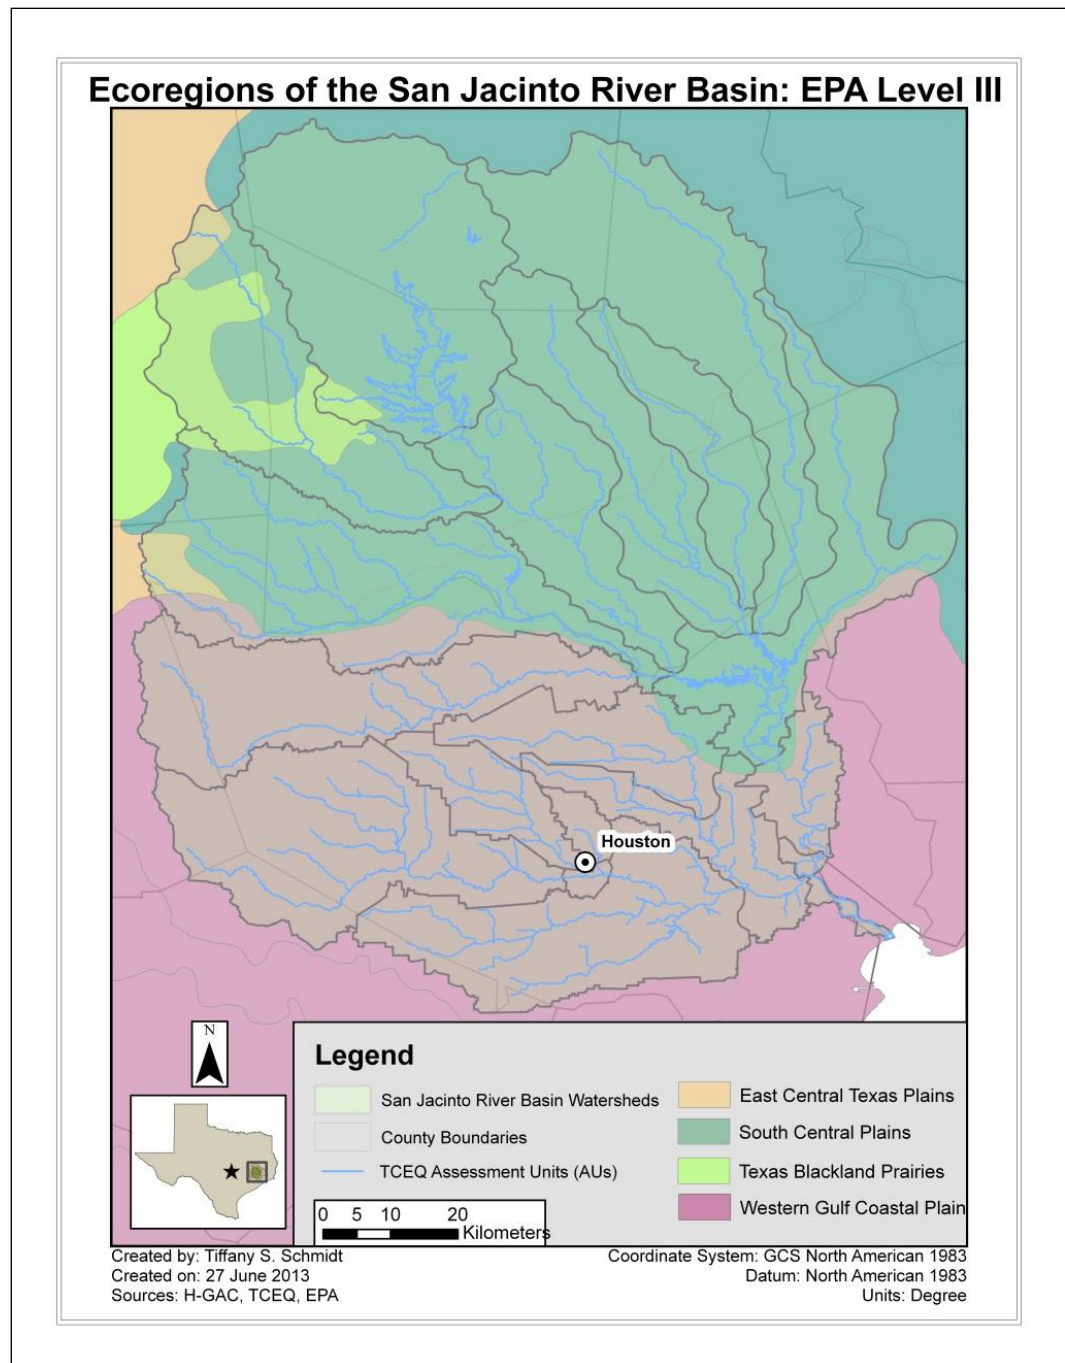 Ecoregions of the San Jacinto River Basin: EPA Level III
Houston
N
Legend
San Jacinto River Basin Watersheds
County Boundaries
TCEQ Assessment Units (AUs)
0 5 10 20
Kilometers
East Central Texas Plains
South Central Plains
Texas Blackland Prairies
Western Gulf Coastal Plain
Created by: Tiffany S. Schmidt
Created on: 27 June 2013
Sources: H-GAC, TCEQ, EPA
Coordinate System: GCS North American 1983
Datum: North American 1983
Units: Degree